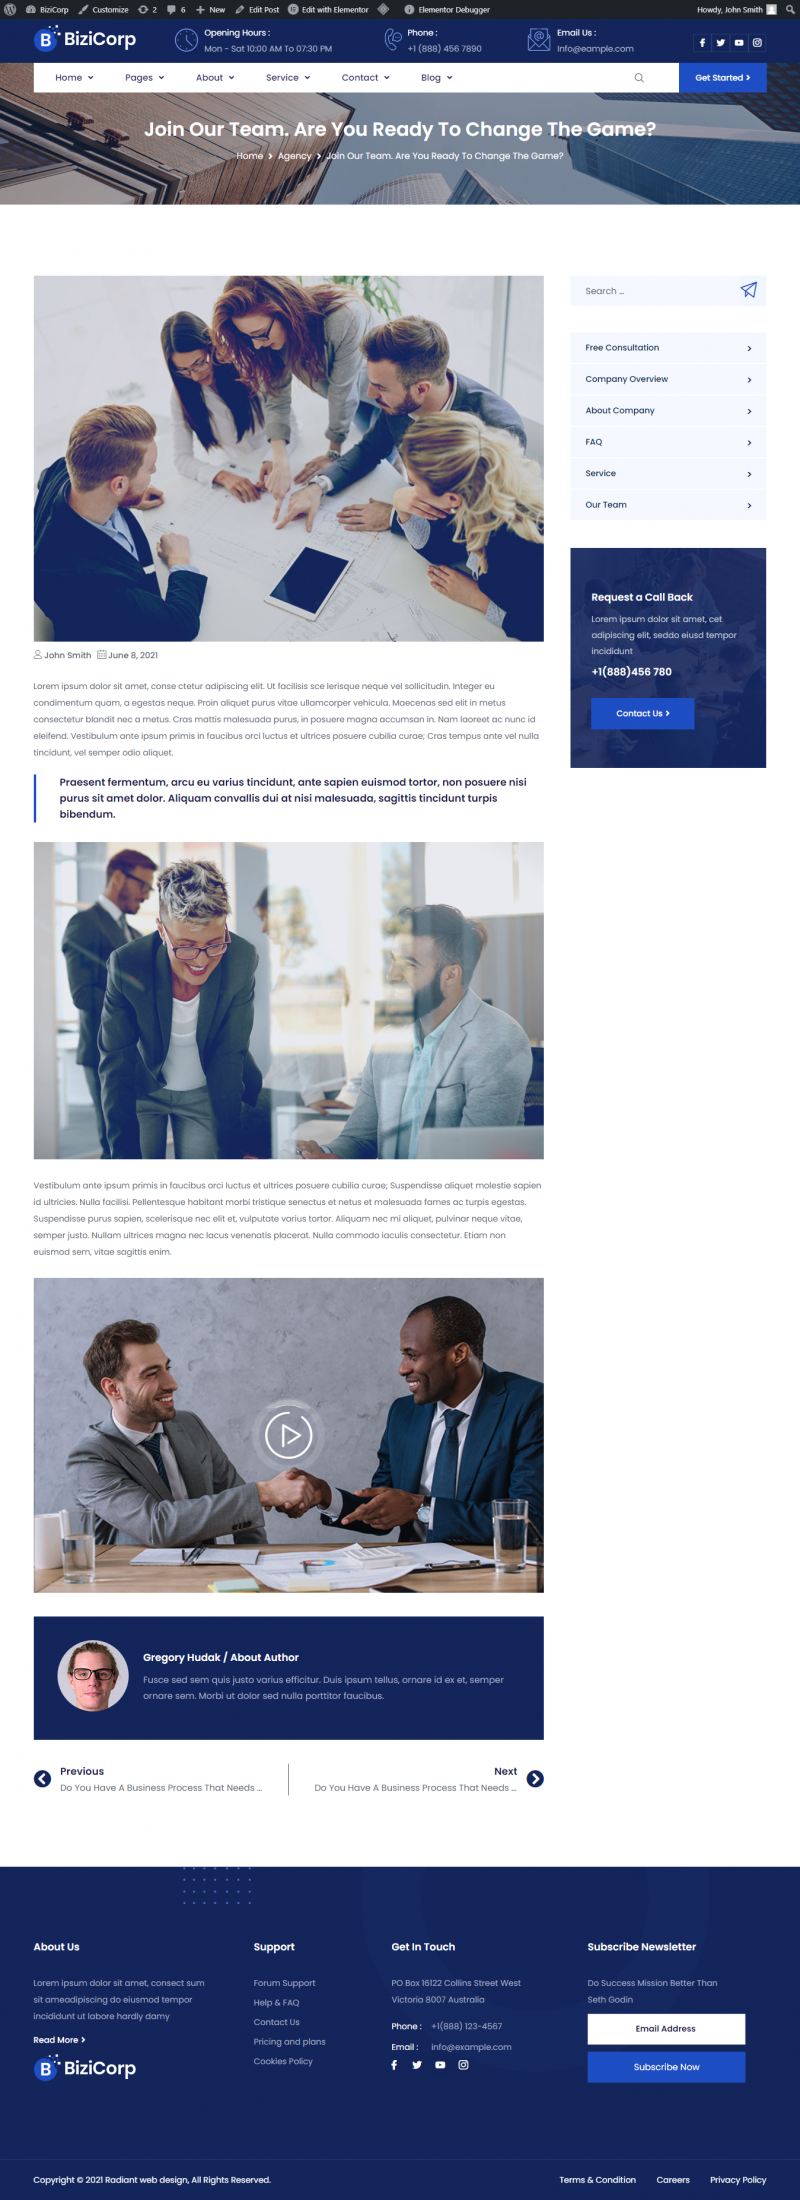 BiziCorp Customize 2 6 New Edit Post Edit with Elementor Elementor Debugger Howdy, John Smith
BiziCorp
Opening Hours :
Mon - Sat 10:00 AM To 07:30 PM
Phone :
+1 (888) 456 7890
Email Us :
Info@eample.com
Home Pages About Service Contact Blog
Get Started
Join Our Team. Are You Ready To Change The Game?
Home Agency Join Our Team. Are You Ready To Change The Game?
John Smith June 8, 2021
Lorem ipsum dolor sit amet, conse ctetur adipiscing elit. Ut facilisis sce lerisque neque vel sollicitudin. Integer eu
condimentum quam, a egestas neque. Proin aliquet purus vitae ullamcorper vehicula. Maecenas sed elit in metus
consectetur blandit nec a metus. Cras mattis malesuada purus, in posuere magna accumsan in. Nam laoreet ac nunc id
eleifend. Vestibulum ante ipsum primis in faucibus orci luctus et ultrices posuere cubilia curae; Cras tempus ante vel nulla
tincidunt, vel semper odio aliquet.
Praesent fermentum, arcu eu varius tincidunt, ante sapien euismod tortor, non posuere nisi
purus sit amet dolor. Aliquam convallis dui at nisi malesuada, sagittis tincidunt turpis
bibendum.
Vestibulum ante ipsum primis in faucibus orci luctus et ultrices posuere cubilia curae; Suspendisse aliquet molestie sapien
id ultricies. Nulla facilisi. Pellentesque habitant morbi tristique senectus et netus et malesuada fames ac turpis egestas.
Suspendisse purus sapien, scelerisque nec elit et, vulputate varius tortor. Aliquam nec mi aliquet, pulvinar neque vitae,
semper justo. Nullam ultrices magna nec lacus venenatis placerat. Nulla commodo iaculis consectetur. Etiam non
euismod sem, vitae sagittis enim.
Gregory Hudak / About Author
Fusce sed sem quis justo varius efficitur. Duis ipsum tellus, ornare id ex et, semper
ornare sem. Morbi ut dolor sed nulla porttitor faucibus.
Previous
Do You Have A Business Process That Needs ...
Next
Do You Have A Business Process That Needs ...
Search ...
Free Consultation
Company Overview
About Company
FAQ
Service
Our Team
Request a Call Back
Lorem ipsum dolor sit amet, cet
adipiscing elit, seddo eiusd tempor
incididunt
+1(888)456 780
Contact Us
About Us
Lorem ipsum dolor sit amet, consect sum
sit ameadipiscing do eiusmod tempor
incididunt ut labore hardly damy
Read More
BiziCorp
Support
Forum Support
Help & FAQ
Contact Us
Pricing and plans
Cookies Policy
Get In Touch
PO Box 16122 Collins Street West
Victoria 8007 Australia
Phone : +1(888) 123-4567
Email : info@example.com
Subscribe Newsletter
Do Success Mission Better Than
Seth Godin
Email Address
Subscribe Now
Copyright © 2021 Radiant web design, All Rights Reserved.
Terms & Condition Careers Privacy Policy